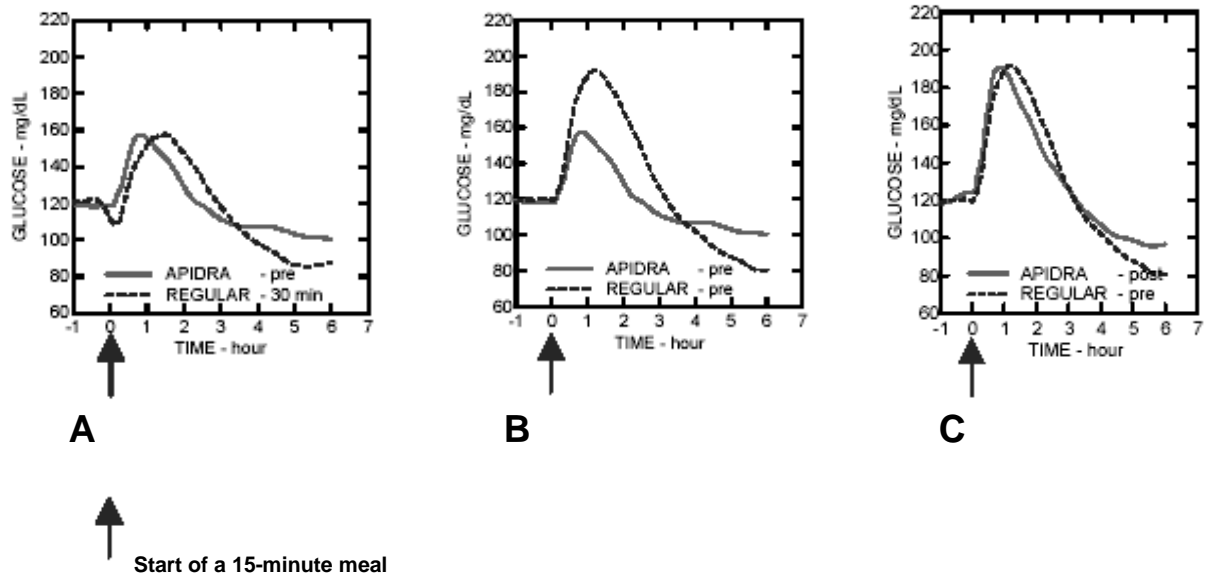 220
200
180
160
140
120
100
80
60
GLUCOSE - mg/dL
APIDRA - pre
REGULAR - 30 min
-1 0 1 2 3 4 5 6 7
TIME - hour
A
220
200
180
160
140
120
100
80
60
GLUCOSE - mg/dL
APIDRA - pre
REGULAR - pre
-1 0 1 2 3 4 5 6 7
TIME - hour
B
220
200
180
160
140
120
100
80
60
GLUCOSE - mg/dL
APIDRA - post
REGULAR - pre
-1 0 1 2 3 4 5 6 7
TIME - hour
C
Start of a 15-minute meal